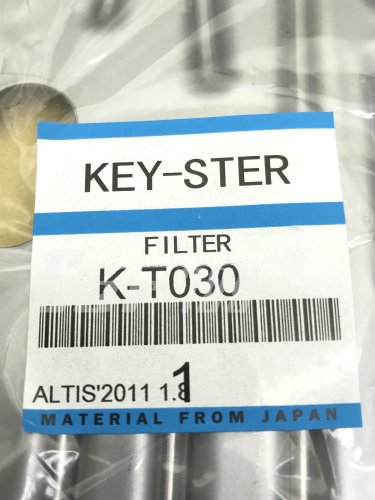 KEY-STER
FILTER
K-T030
1
ALTIS'2011 1.8
MATERIAL FROM JAPAN